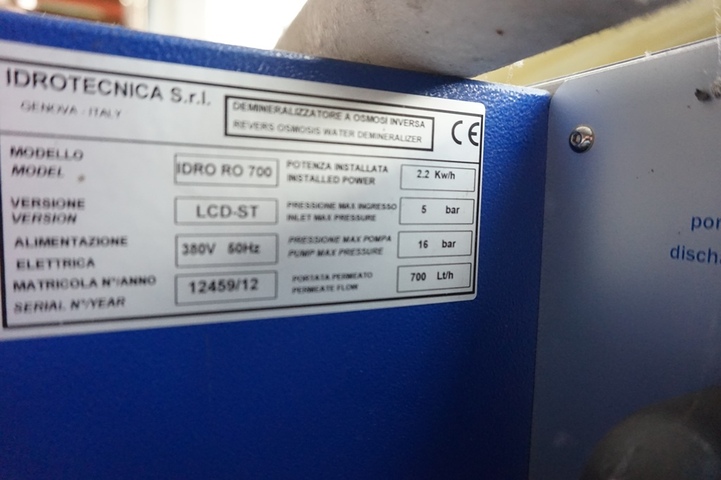 IDROTECNICA S.r.l.
GENOVA - ITALY
DEMINERALIZZATORE A OSMOSI INVERSA
REVERS OSMOSIS WATER DEMINERALIZER
CE
MODELLO
MODEL
IDRO RO 700
POTENZA INSTALLATA
INSTALLED POWER
2.2 Kw/h
VERSIONE
VERSION
LCD-ST
PRESSIONE MAX INGRESSO
INLET MAX PRESSURE
5 bar
ALIMENTAZIONE
ELETTRICA
380V 50Hz
PRESSIONE MAX POMPA
PUMP MAX PRESSURE
16 bar
MATRICOLA N°/ANNO
SERIAL N°/YEAR
12459/12
PORTATA PERMEATO
PERMEATE FLOW
700 Lt/h
por
discha